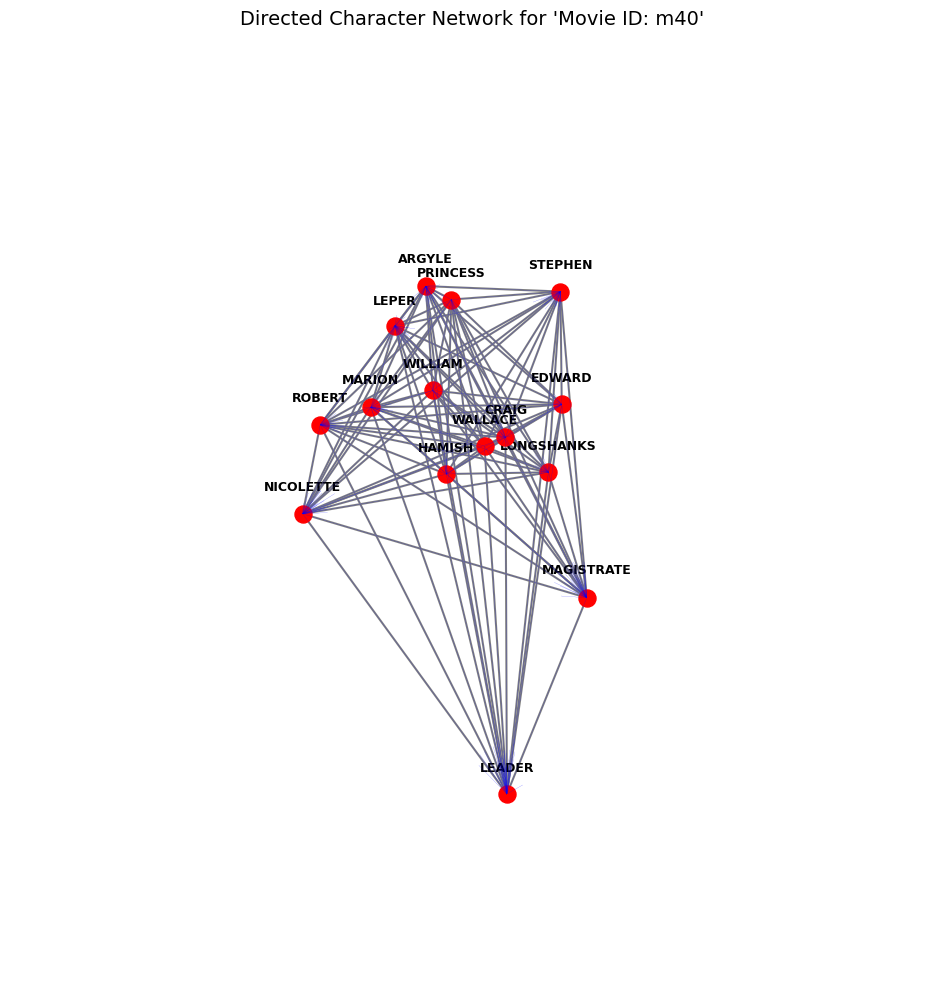 Directed Character Network for 'Movie ID: m40'
ARGYLE
STEPHEN
PRINCESS
LEPER
WILLIAM
MARION
EDWARD
ROBERT
CRAIG
WALLACE
HAMISH
LONGSHANKS
NICOLETTE
MAGISTRATE
LEADER